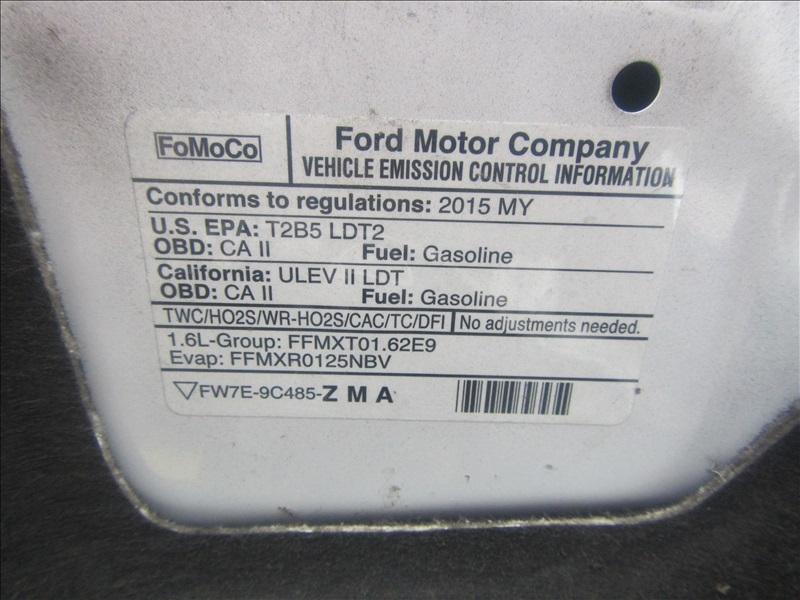 FoMoCo
Ford Motor Company
VEHICLE EMISSION CONTROL INFORMATION
Conforms to regulations: 2015 MY
U.S. EPA: T2B5 LDT2
OBD: CA II Fuel: Gasoline
California: ULEV II LDT
OBD: CA II Fuel: Gasoline
TWC/HO2S/WR-HO2S/CAC/TC/DFI No adjustments needed.
1.6L-Group: FFMXT01.62E9
Evap: FFMXR0125NBV
▽FW7E-9C485-Z M A